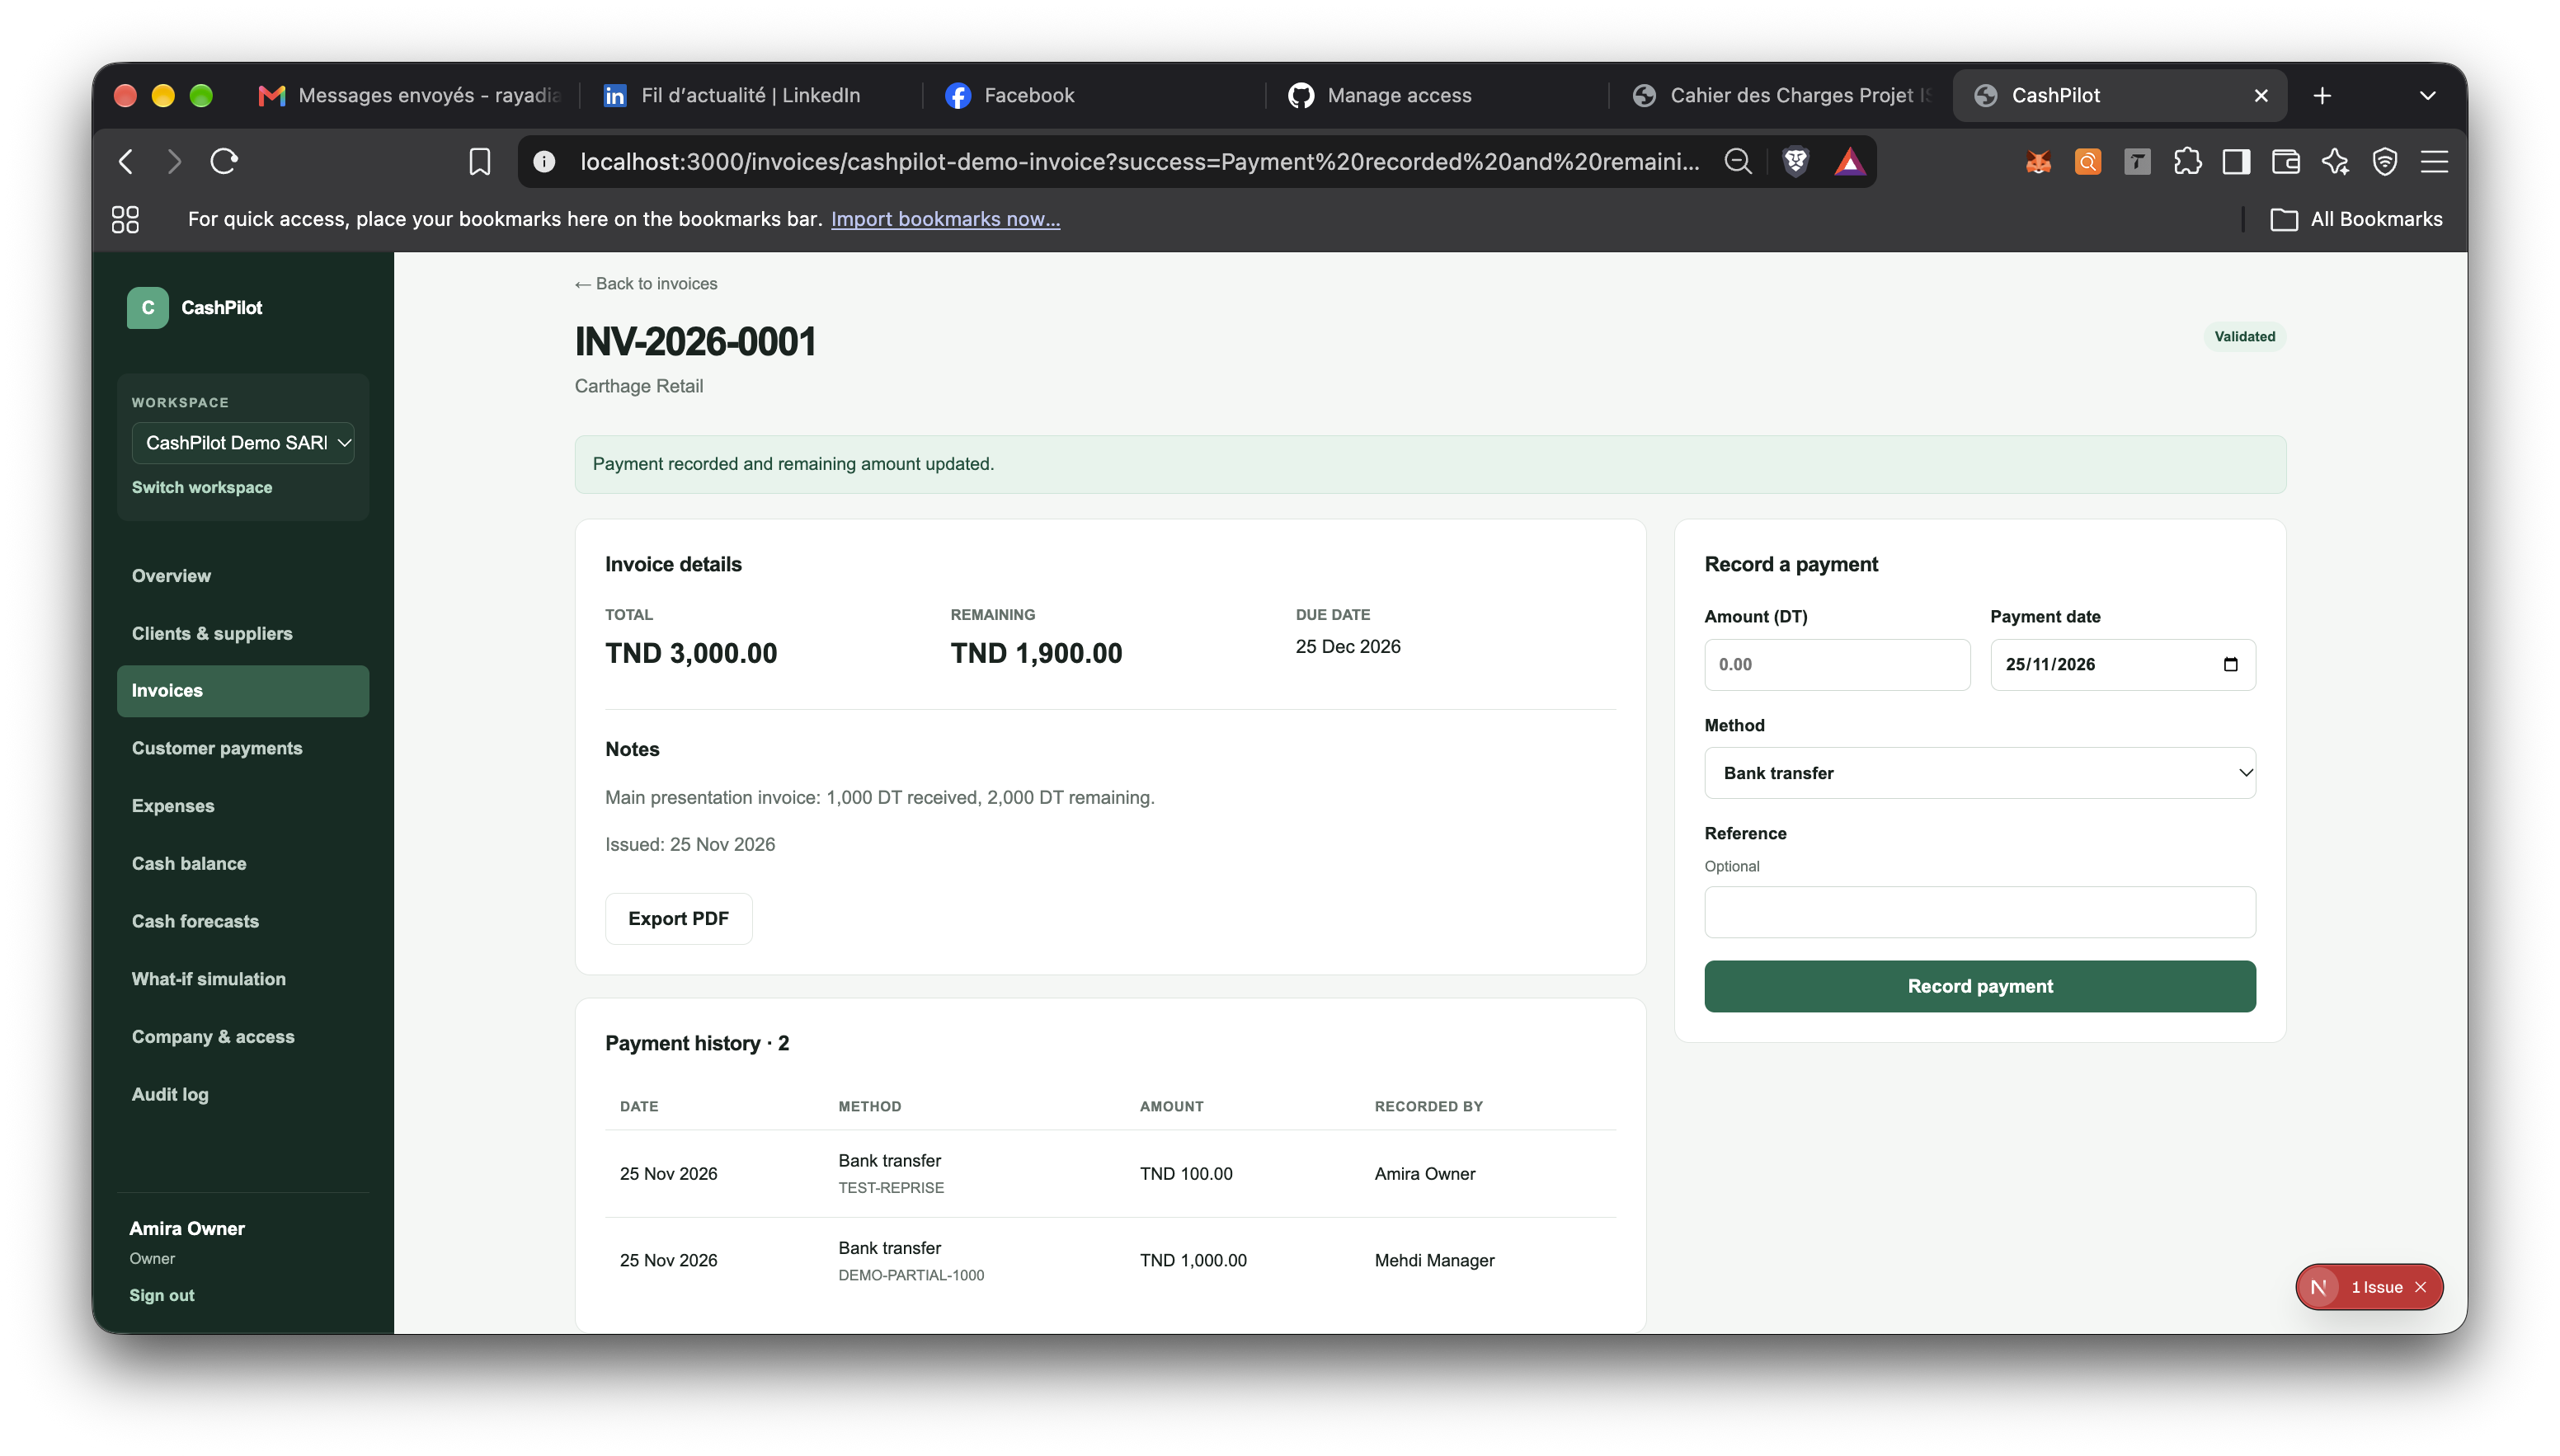 Messages envoyés - rayadia
Fil d'actualité | LinkedIn
Facebook
Manage access
Cahier des Charges Projet IS
CashPilot
localhost:3000/invoices/cashpilot-demo-invoice?success=Payment%20recorded%20and%20remaini...
For quick access, place your bookmarks here on the bookmarks bar. Import bookmarks now...
All Bookmarks
C CashPilot
WORKSPACE
CashPilot Demo SARL
Switch workspace
Overview
Clients & suppliers
Invoices
Customer payments
Expenses
Cash balance
Cash forecasts
What-if simulation
Company & access
Audit log
Amira Owner
Owner
Sign out
← Back to invoices
INV-2026-0001
Validated
Carthage Retail
Payment recorded and remaining amount updated.
Invoice details
TOTAL REMAINING DUE DATE
TND 3,000.00 TND 1,900.00 25 Dec 2026
Notes
Main presentation invoice: 1,000 DT received, 2,000 DT remaining.
Issued: 25 Nov 2026
Export PDF
Payment history · 2
DATE METHOD AMOUNT RECORDED BY
25 Nov 2026 Bank transfer TND 100.00 Amira Owner
TEST-REPRISE
25 Nov 2026 Bank transfer TND 1,000.00 Mehdi Manager
DEMO-PARTIAL-1000
Record a payment
Amount (DT) Payment date
0.00 25/11/2026
Method
Bank transfer
Reference
Optional
Record payment
N 1 Issue